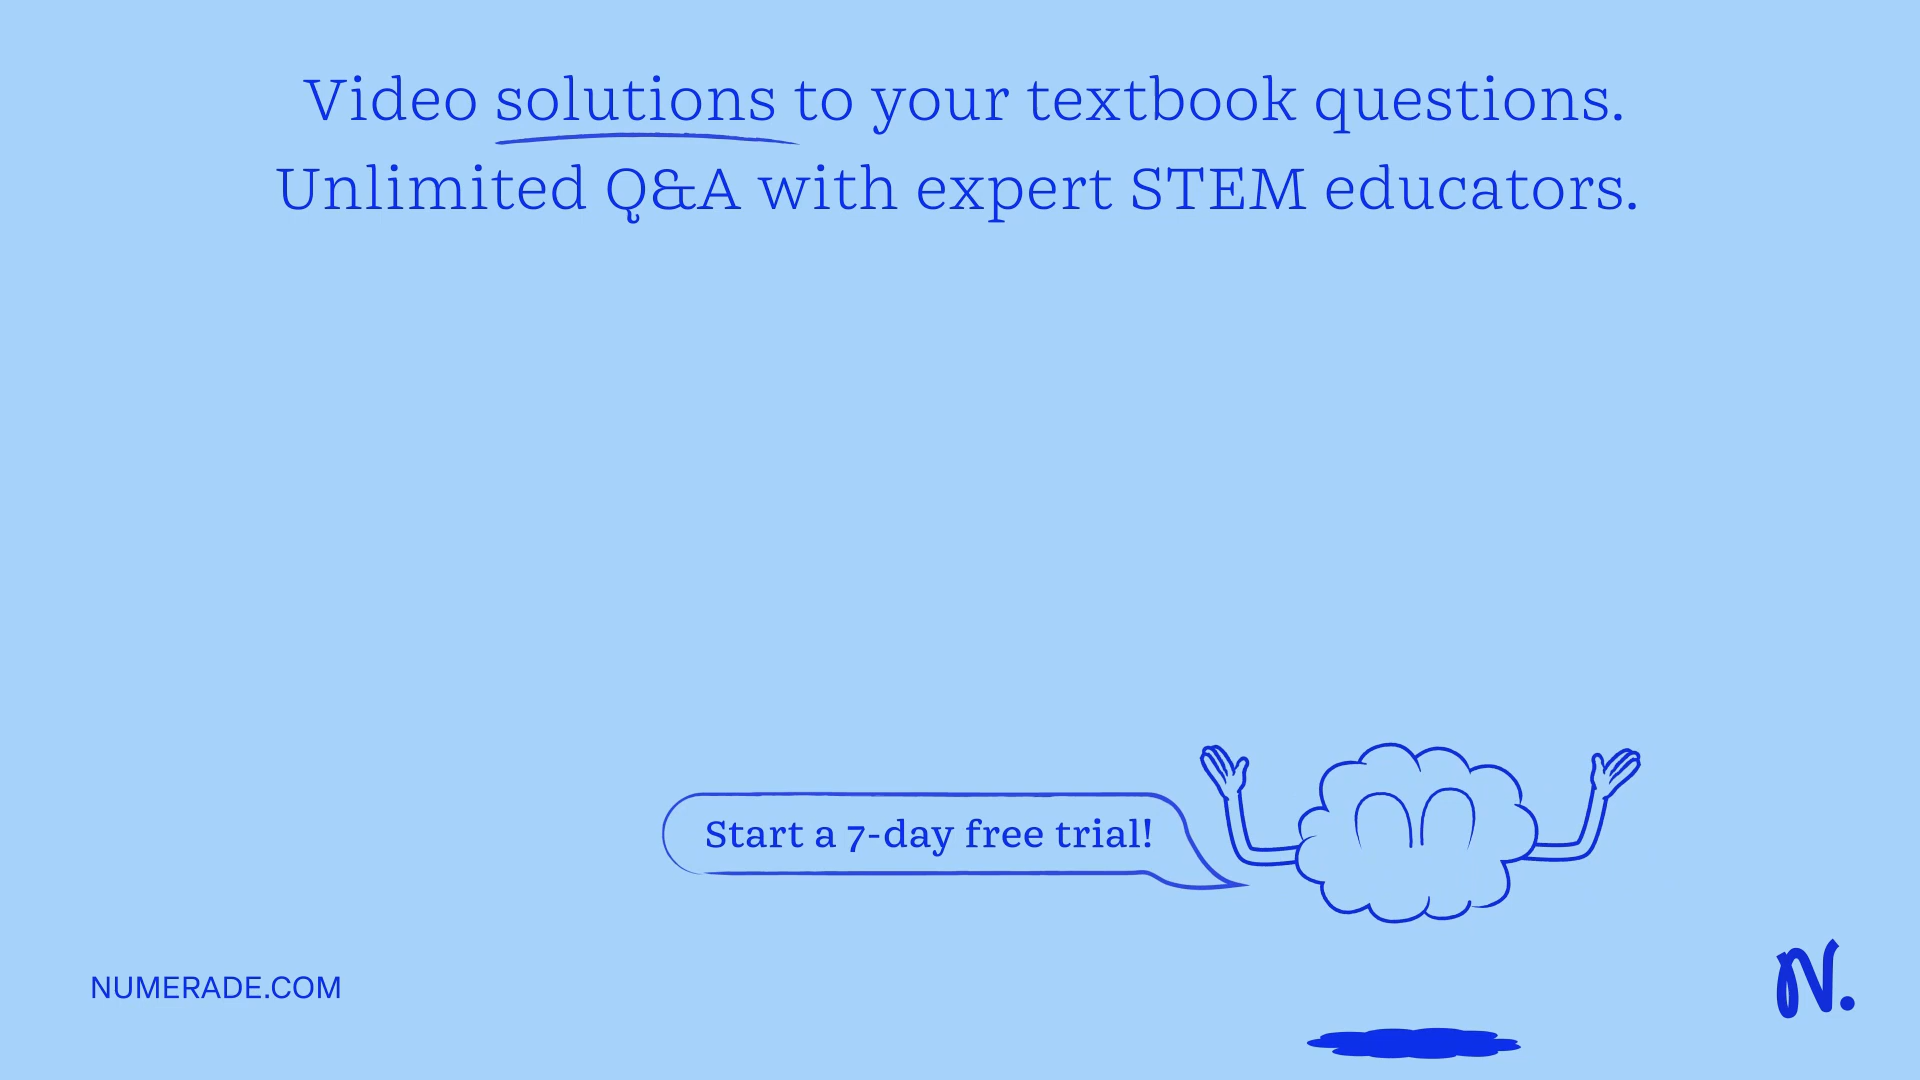 Video solutions to your textbook questions.
Unlimited Q&A with expert STEM educators.
Start a 7-day free trial!
NUMERADE.COM
N.